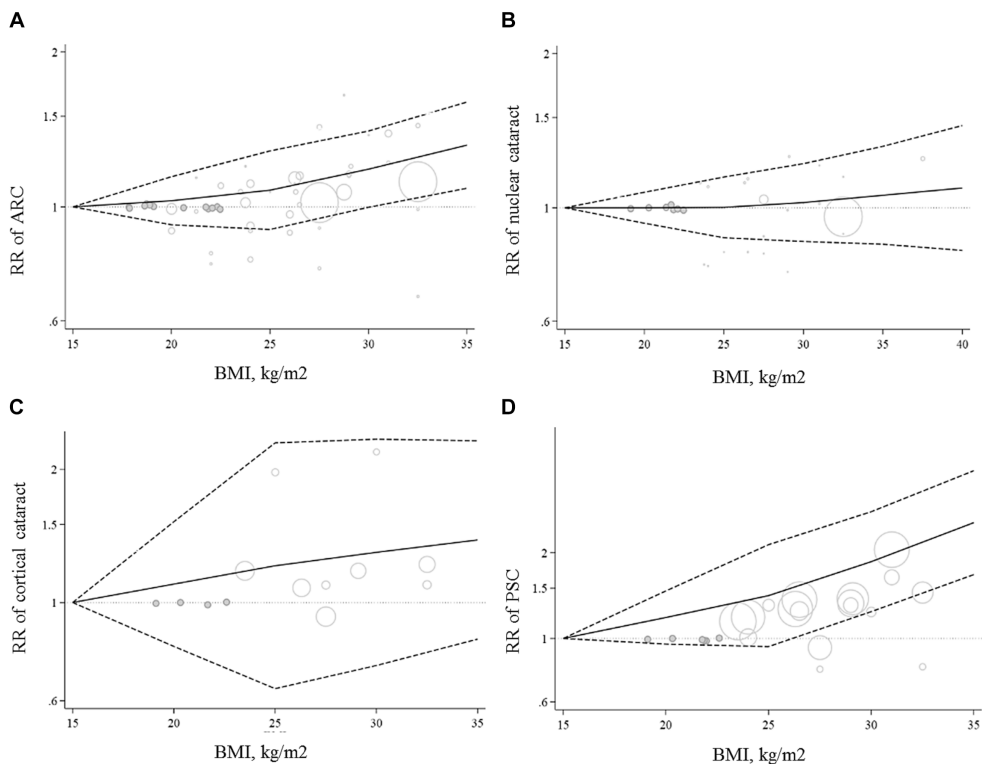 A
RR of ARC
2
1.5
1
.6
15 20 25 30 35
BMI, kg/m2
B
RR of nuclear cataract
2
1.5
1
.6
15 20 25 30 35 40
BMI, kg/m2
C
RR of cortical cataract
2
1.5
1
.6
15 20 25 30 35
BMI, kg/m2
D
RR of PSC
2
1.5
1
.6
15 20 25 30 35
BMI, kg/m2